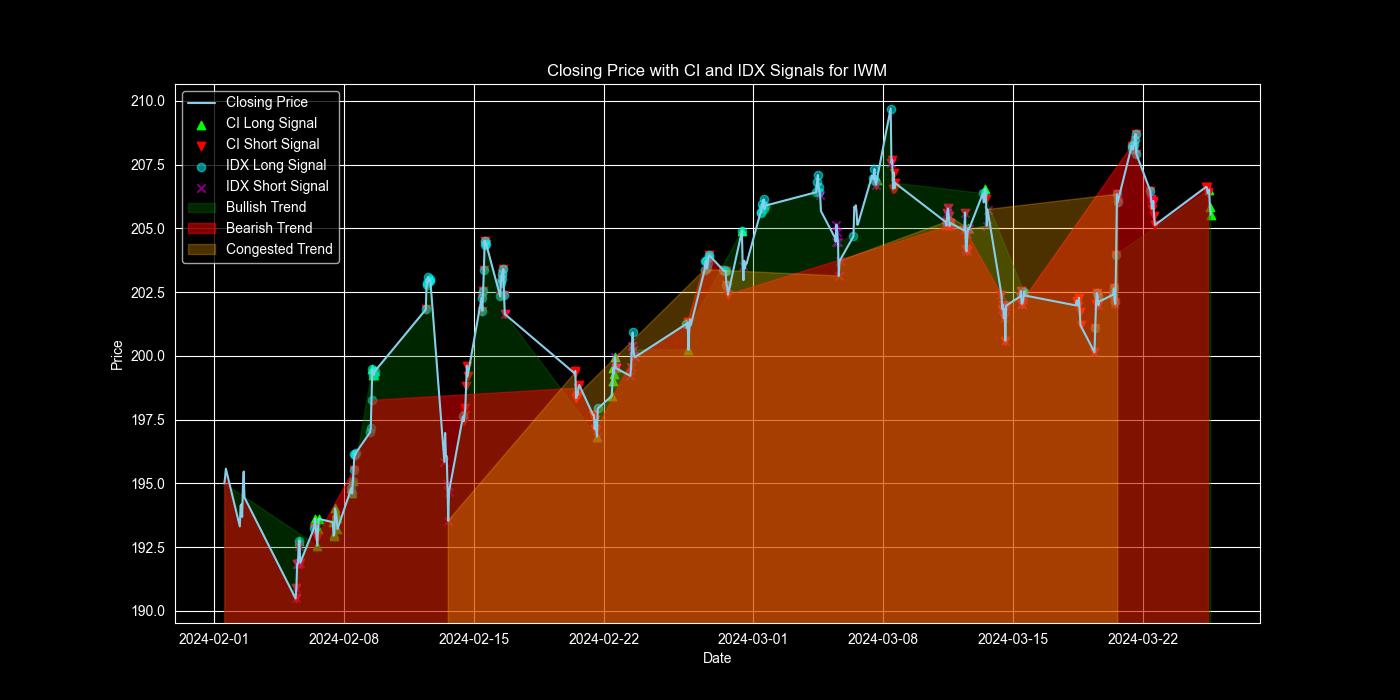 Closing Price with CI and IDX Signals for IWM
Closing Price
CI Long Signal
CI Short Signal
IDX Long Signal
IDX Short Signal
Bullish Trend
Bearish Trend
Congested Trend
210.0
207.5
205.0
202.5
200.0
197.5
195.0
192.5
190.0
Price
2024-02-01 2024-02-08 2024-02-15 2024-02-22 2024-03-01 2024-03-08 2024-03-15 2024-03-22
Date